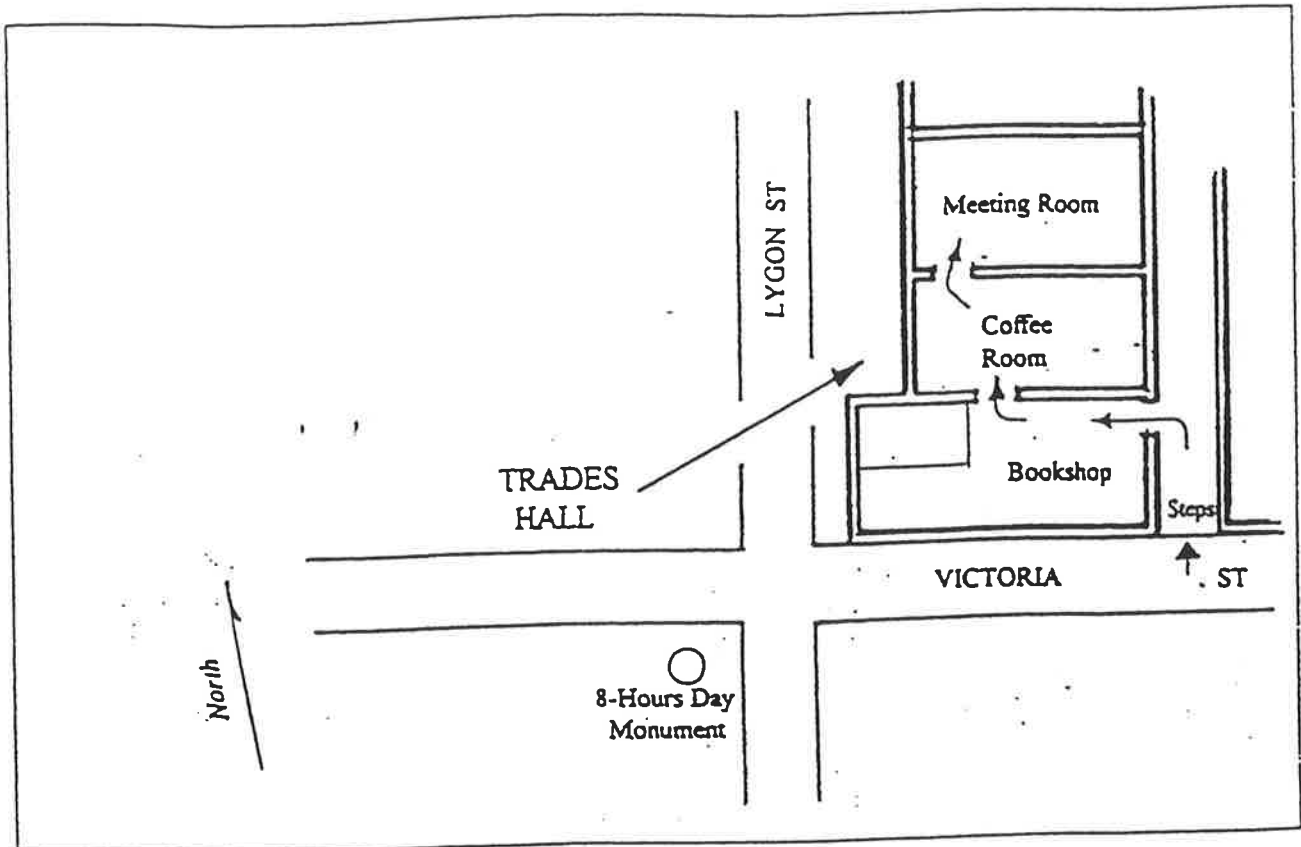 Meeting Room
LYGON ST
Coffee
Room
TRADES
HALL
Bookshop
Steps
VICTORIA ST
North
8-Hours Day
Monument